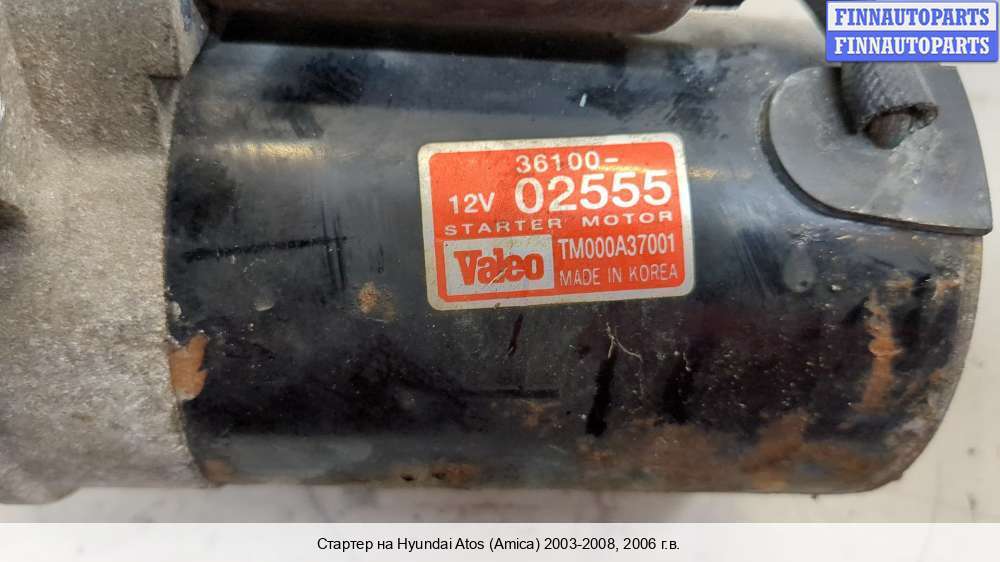 FINNAUTOPARTS
FINNAUTOPARTS
36100-
12V 02555
STARTER MOTOR
Valeo TM000A37001
MADE IN KOREA
Стартер на Hyundai Atos (Amica) 2003-2008, 2006 г.в.